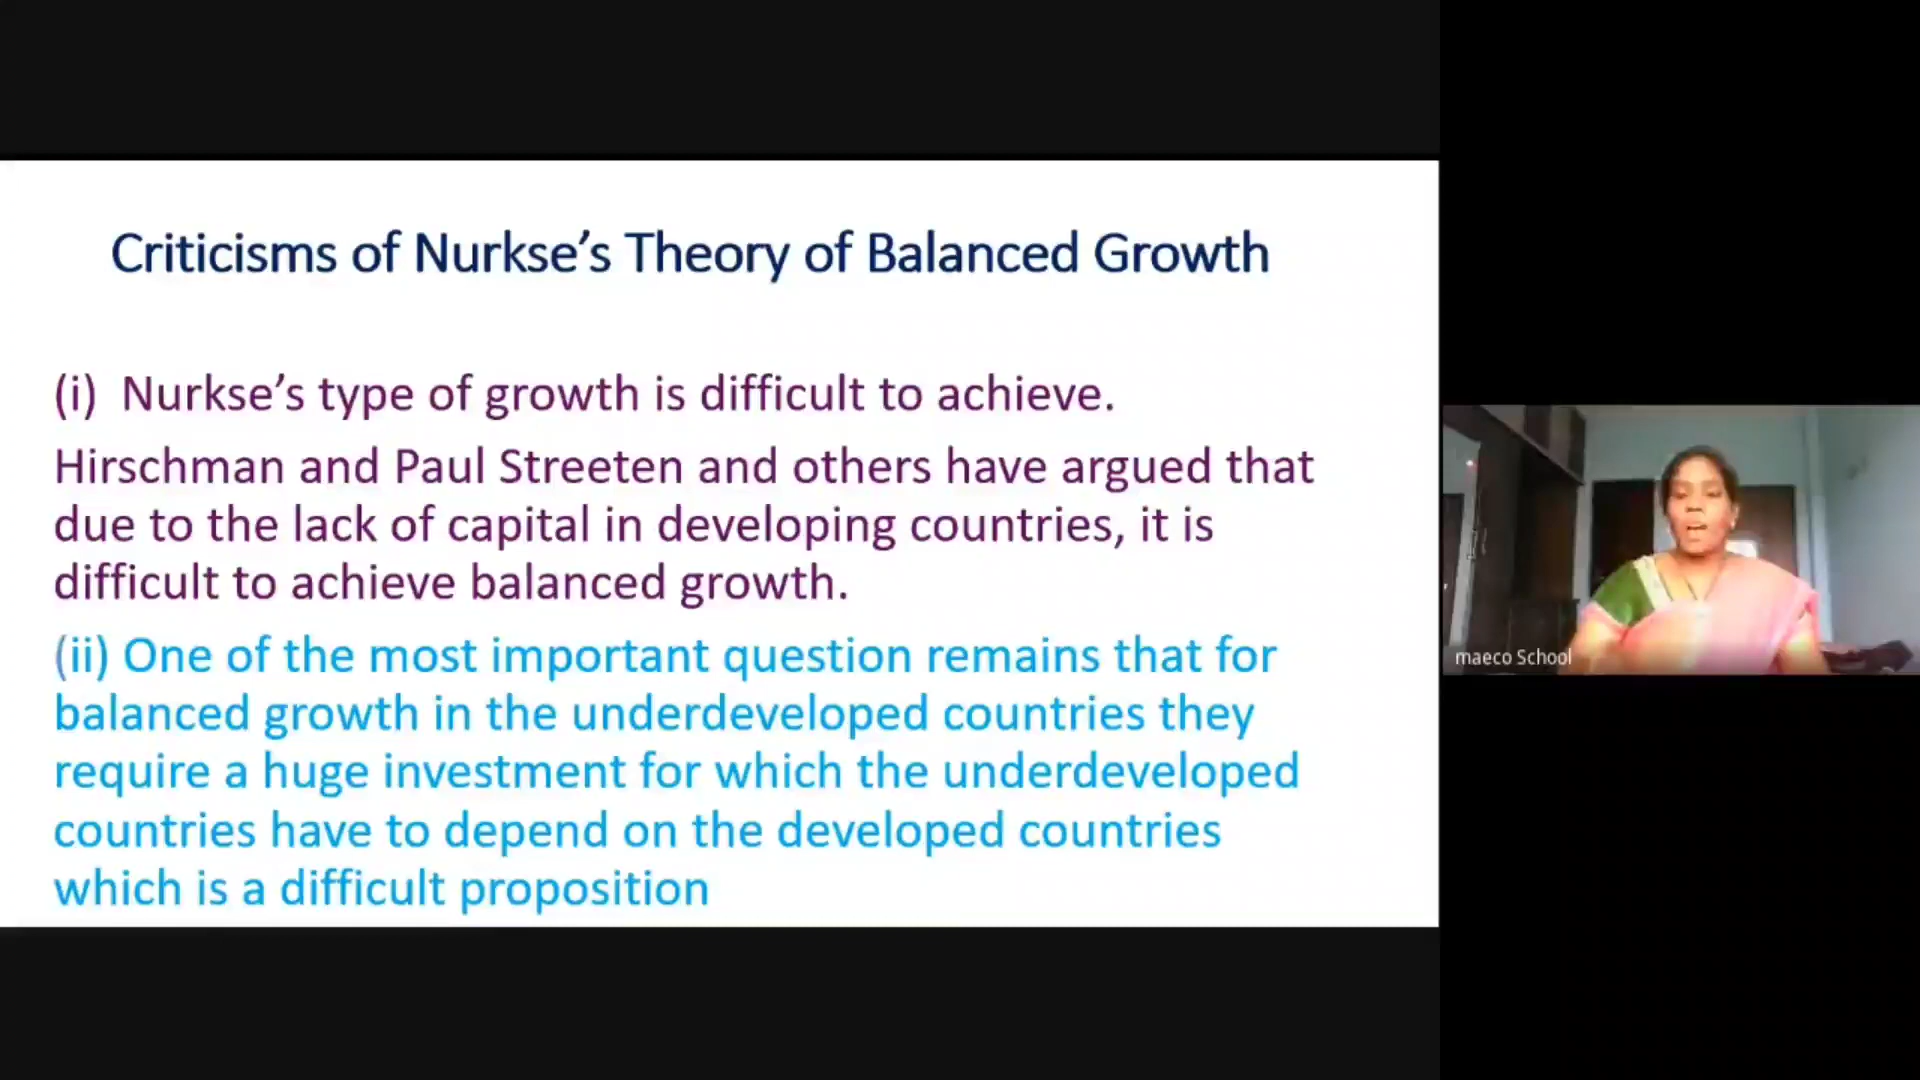 Criticisms of Nurkse’s Theory of Balanced Growth
(i) Nurkse’s type of growth is difficult to achieve.
Hirschman and Paul Streeten and others have argued that
due to the lack of capital in developing countries, it is
difficult to achieve balanced growth.
(ii) One of the most important question remains that for
balanced growth in the underdeveloped countries they
require a huge investment for which the underdeveloped
countries have to depend on the developed countries
which is a difficult proposition
maeco School